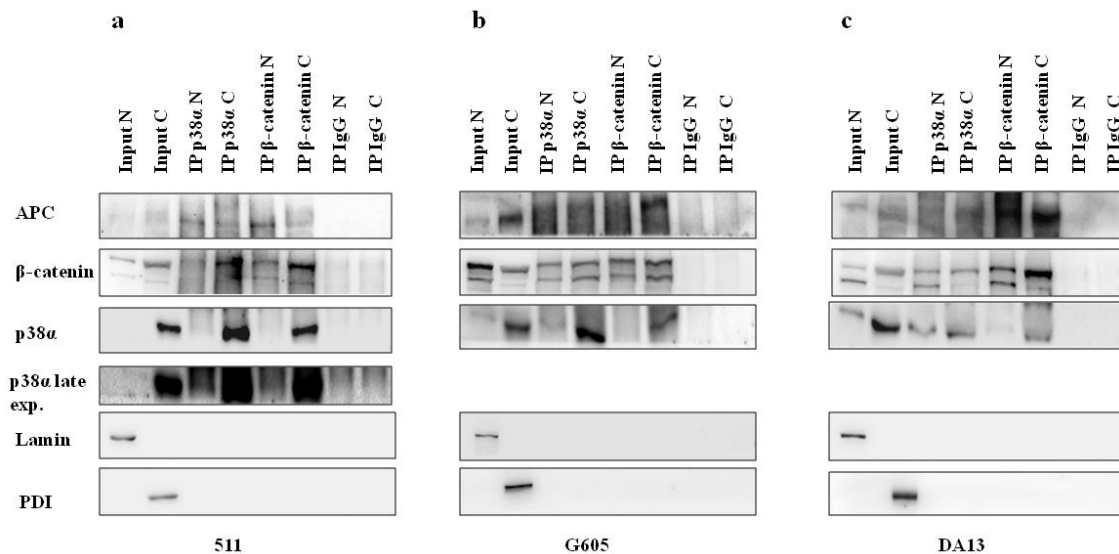 a b c
Input N
Input C
IP p38α N
IP p38α C
IP β-catenin N
IP β-catenin C
IP IgG N
IP IgG C
Input N
Input C
IP p38α N
IP p38α C
IP β-catenin N
IP β-catenin C
IP IgG N
IP IgG C
Input N
Input C
IP p38α N
IP p38α C
IP β-catenin N
IP β-catenin C
IP IgG N
IP IgG C
APC
β-catenin
p38α
p38α late
exp.
Lamin
PDI
511 G605 DA13